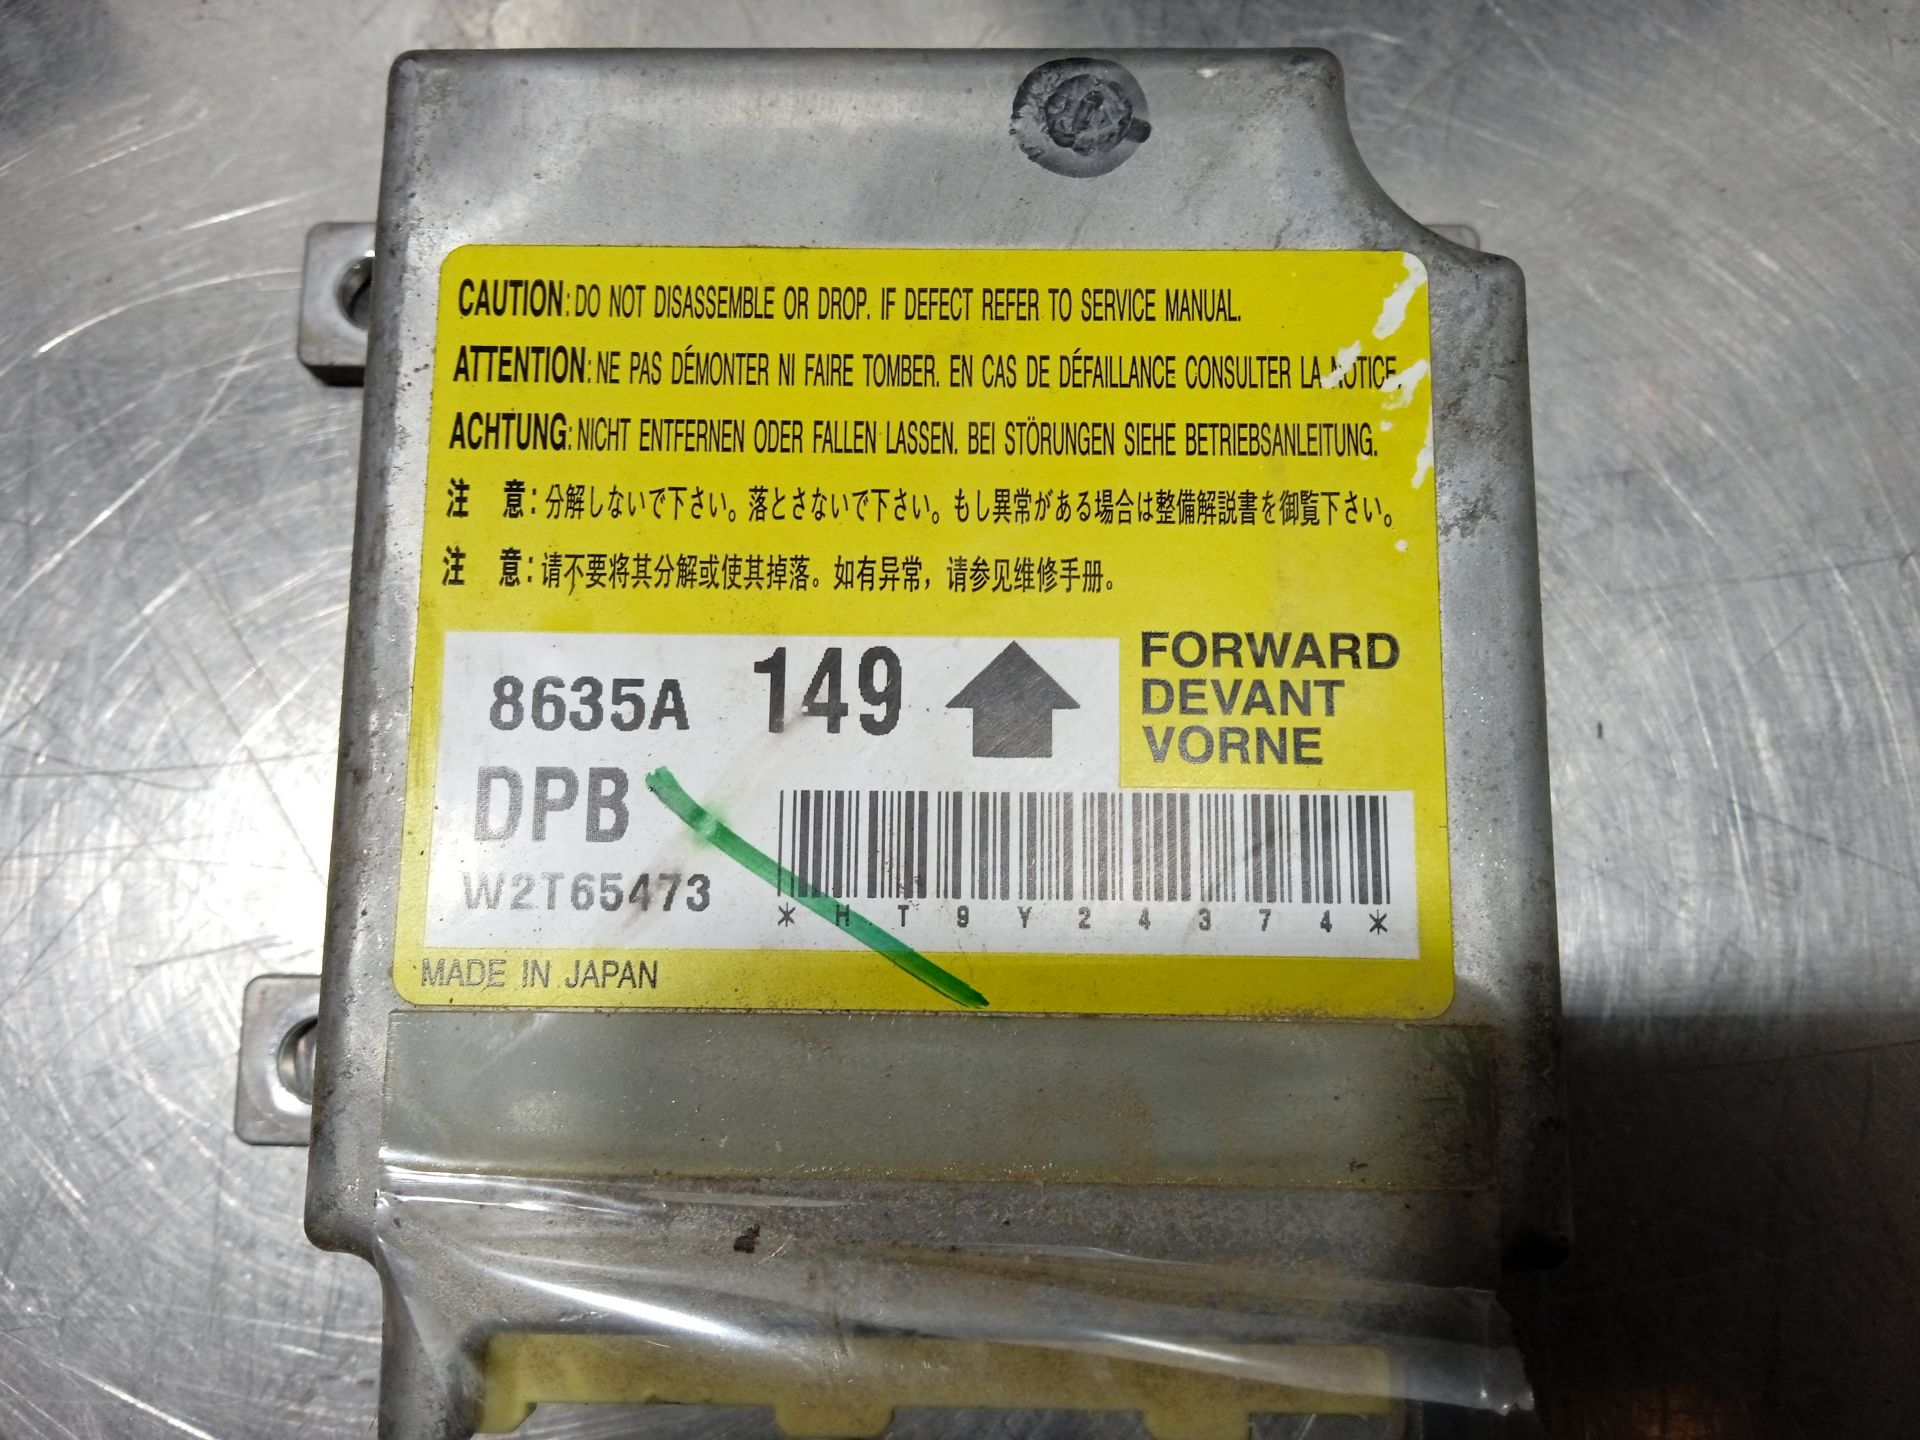 CAUTION: DO NOT DISASSEMBLE OR DROP. IF DEFECT REFER TO SERVICE MANUAL.
ATTENTION: NE PAS DÉMONTER NI FAIRE TOMBER. EN CAS DE DÉFAILLANCE CONSULTER LA NOTICE.
ACHTUNG: NICHT ENTFERNEN ODER FALLEN LASSEN. BEI STÖRUNGEN SIEHE BETRIEBSANLEITUNG.
注 意: 分解しないで下さい。落とさないで下さい。もし異常がある場合は整備解説書を御覧下さい。
注 意: 请不要将其分解或使其掉落。如有异常，请参见维修手册。
8635A 149
FORWARD
DEVANT
VORNE
DPB
W2T65473
*HT9Y24374*
MADE IN JAPAN